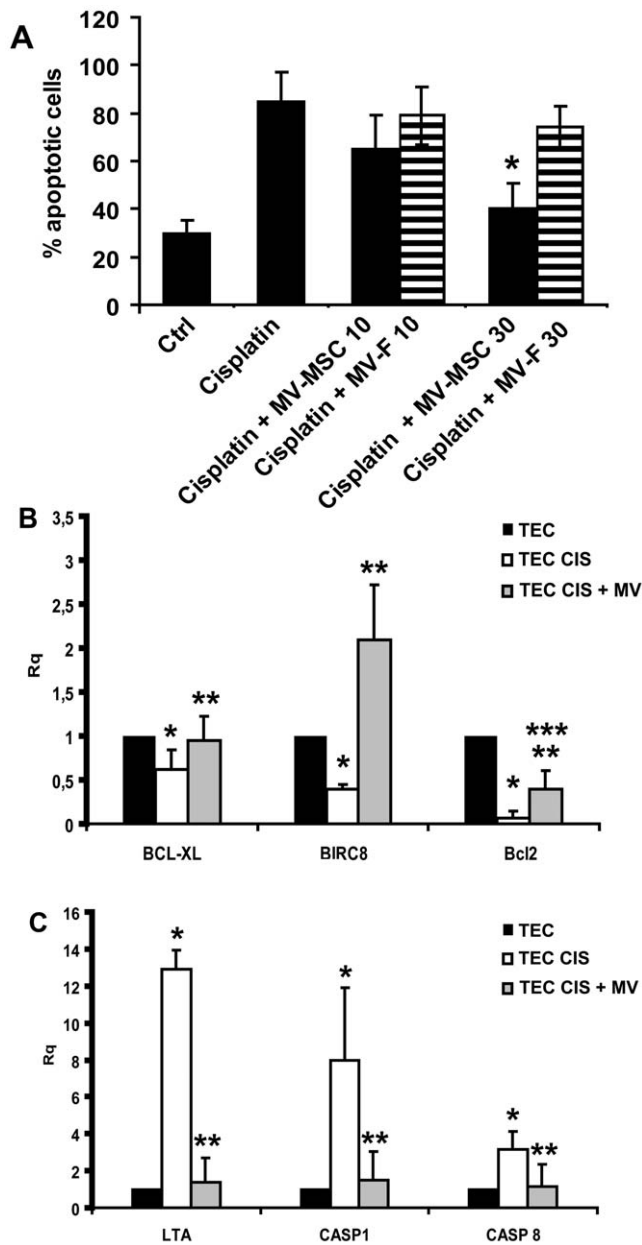 A
% apoptotic cells
120
100
80
60
40
20
0
*
Ctrl
Cisplatin
Cisplatin + MV-MSC 10
Cisplatin + MV-F 10
Cisplatin + MV-MSC 30
Cisplatin + MV-F 30
B
Rq
3,5
3
2,5
2
1,5
1
0,5
0
TEC
TEC CIS
TEC CIS + MV
* ** * ** * *** **
BCL-XL BIRC8 Bcl2
C
Rq
16
14
12
10
8
6
4
2
0
TEC
TEC CIS
TEC CIS + MV
* ** * ** * **
LTA CASP1 CASP 8